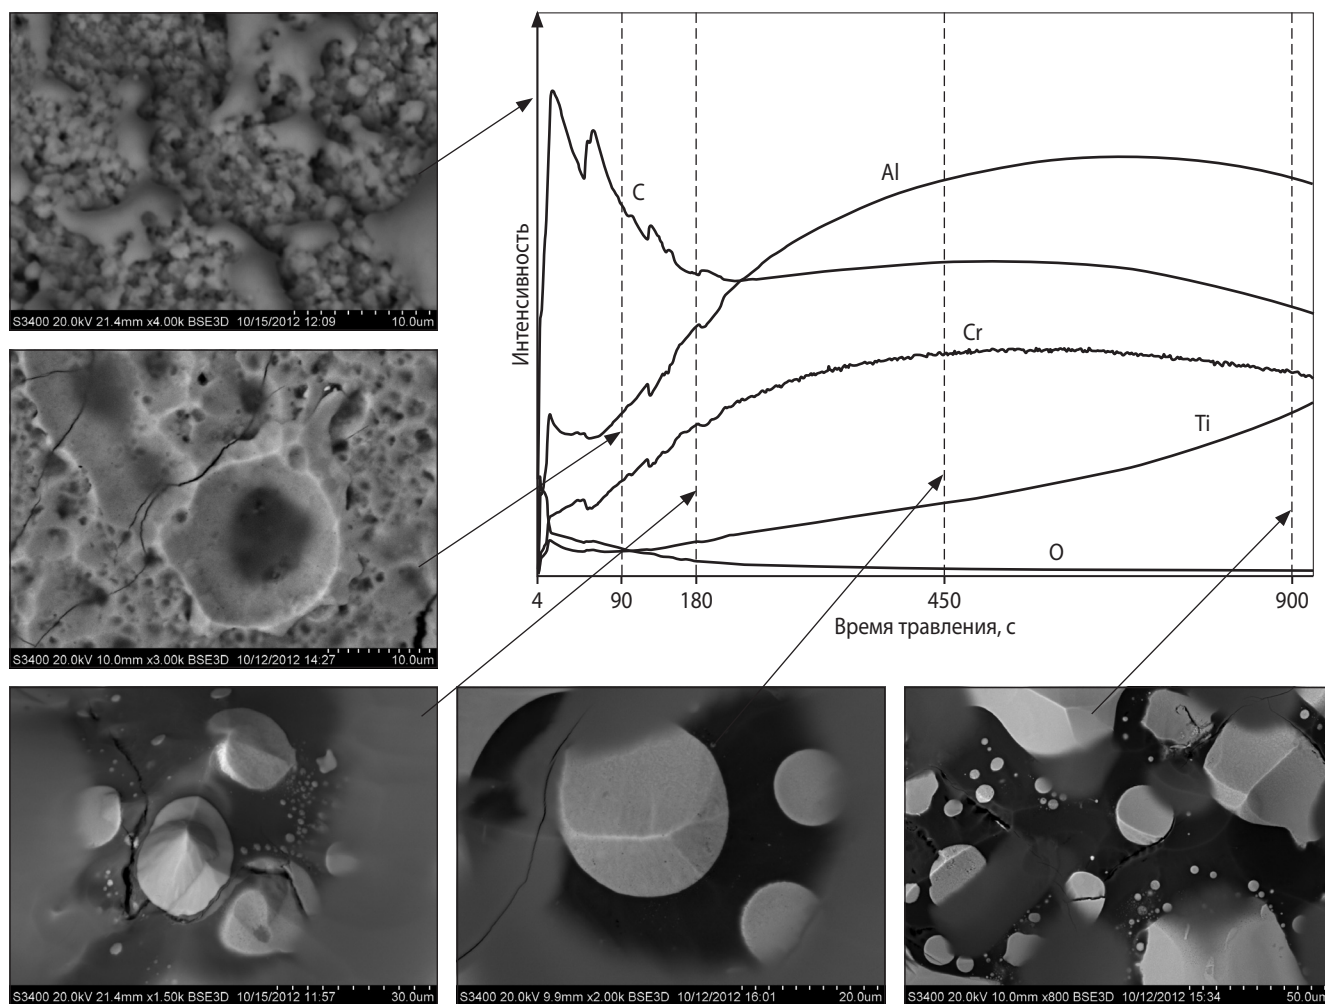 S3400 20.0kV 21.4mm x4.00k BSE3D 10/15/2012 12:09 10.0um
S3400 20.0kV 10.0mm x3.00k BSE3D 10/12/2012 14:27 10.0um
S3400 20.0kV 21.4mm x1.50k BSE3D 10/15/2012 11:57 30.0um
S3400 20.0kV 9.9mm x2.00k BSE3D 10/12/2012 16:01 20.0um
S3400 20.0kV 10.0mm x800 BSE3D 10/12/2012 15:34 50.0um
Интенсивность
C
Al
Cr
Ti
O
4 90 180 450 900
Время травления, с